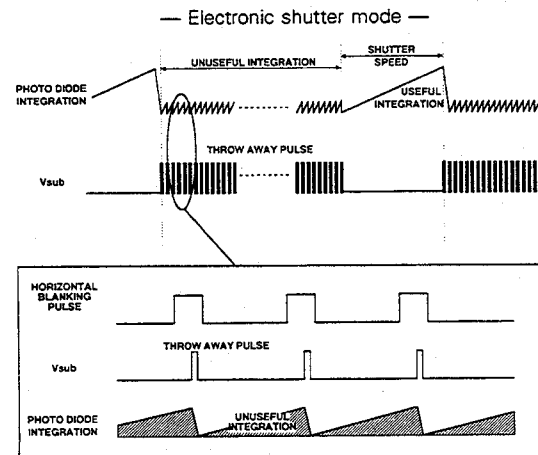 — Electronic shutter mode —
SHUTTER
SPEED
UNUSEFUL INTEGRATION
PHOTO DIODE
INTEGRATION
USEFUL
INTEGRATION
THROW AWAY PULSE
Vsub
HORIZONTAL
BLANKING
PULSE
THROW AWAY PULSE
Vsub
PHOTO DIODE
INTEGRATION
UNUSEFUL
INTEGRATION